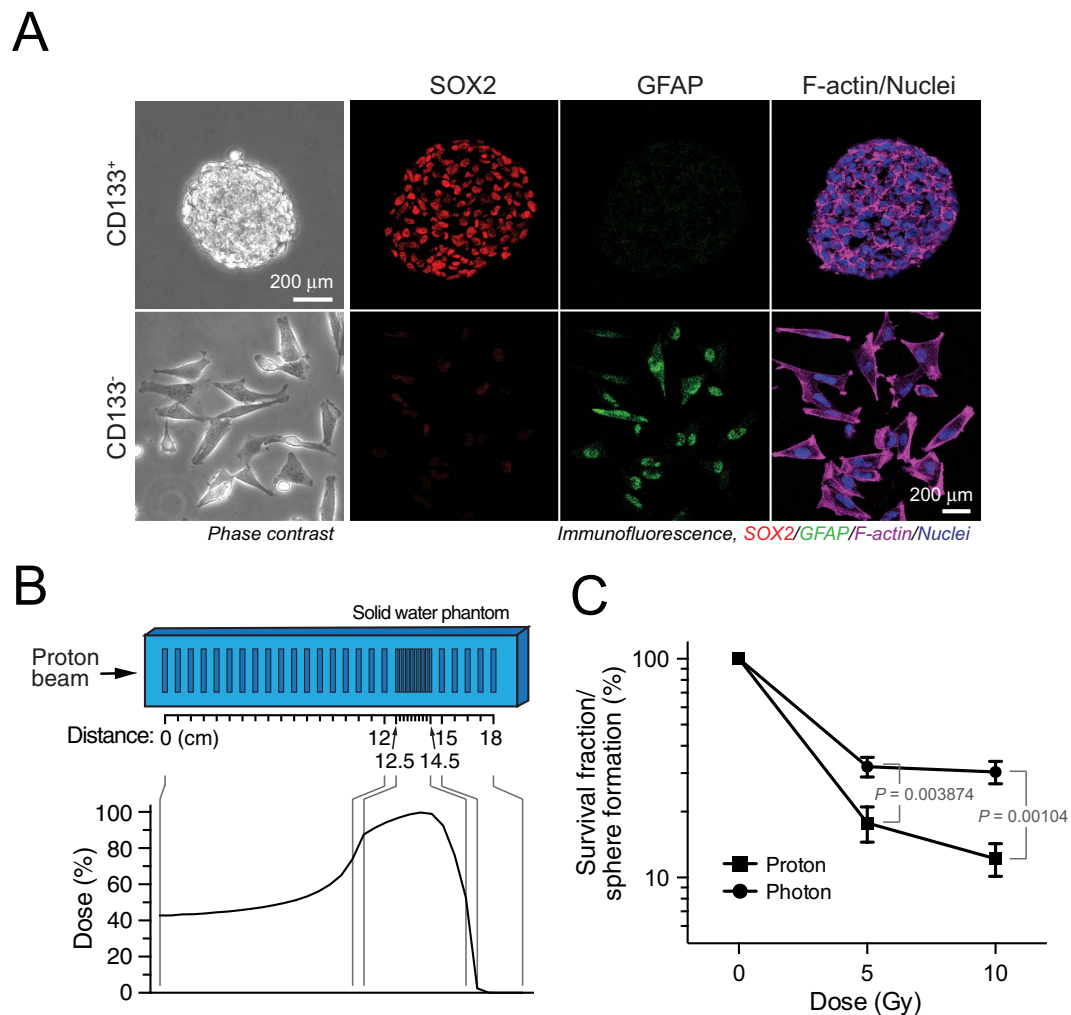 A
SOX2 GFAP F-actin/Nuclei
CD133+
200 μm
CD133-
200 μm
Phase contrast
Immunofluorescence, SOX2/GFAP/F-actin/Nuclei
B
Solid water phantom
Proton
beam
Distance: 0 (cm) 12 15 18
12.5 14.5
Dose (%)
100
80
60
40
20
0
C
Survival fraction/
sphere formation (%)
100
10
P = 0.003874
P = 0.00104
Proton
Photon
0 5 10
Dose (Gy)